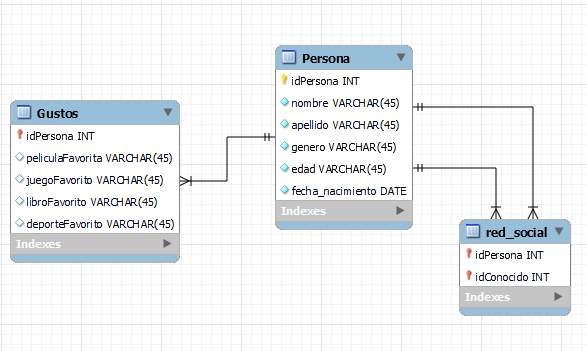 Gustos
idPersona INT
peliculaFavorita VARCHAR(45)
juegoFavorito VARCHAR(45)
libroFavorito VARCHAR(45)
deporteFavorito VARCHAR(45)
Indexes
Persona
idPersona INT
nombre VARCHAR(45)
apellido VARCHAR(45)
genero VARCHAR(45)
edad VARCHAR(45)
fecha_nacimiento DATE
Indexes
red_social
idPersona INT
idConocido INT
Indexes